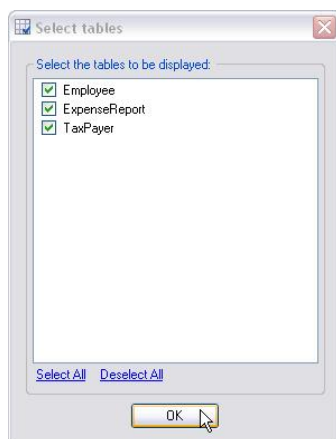 Select tables
Select the tables to be displayed:
Employee
ExpenseReport
TaxPayer
Select All Deselect All
OK